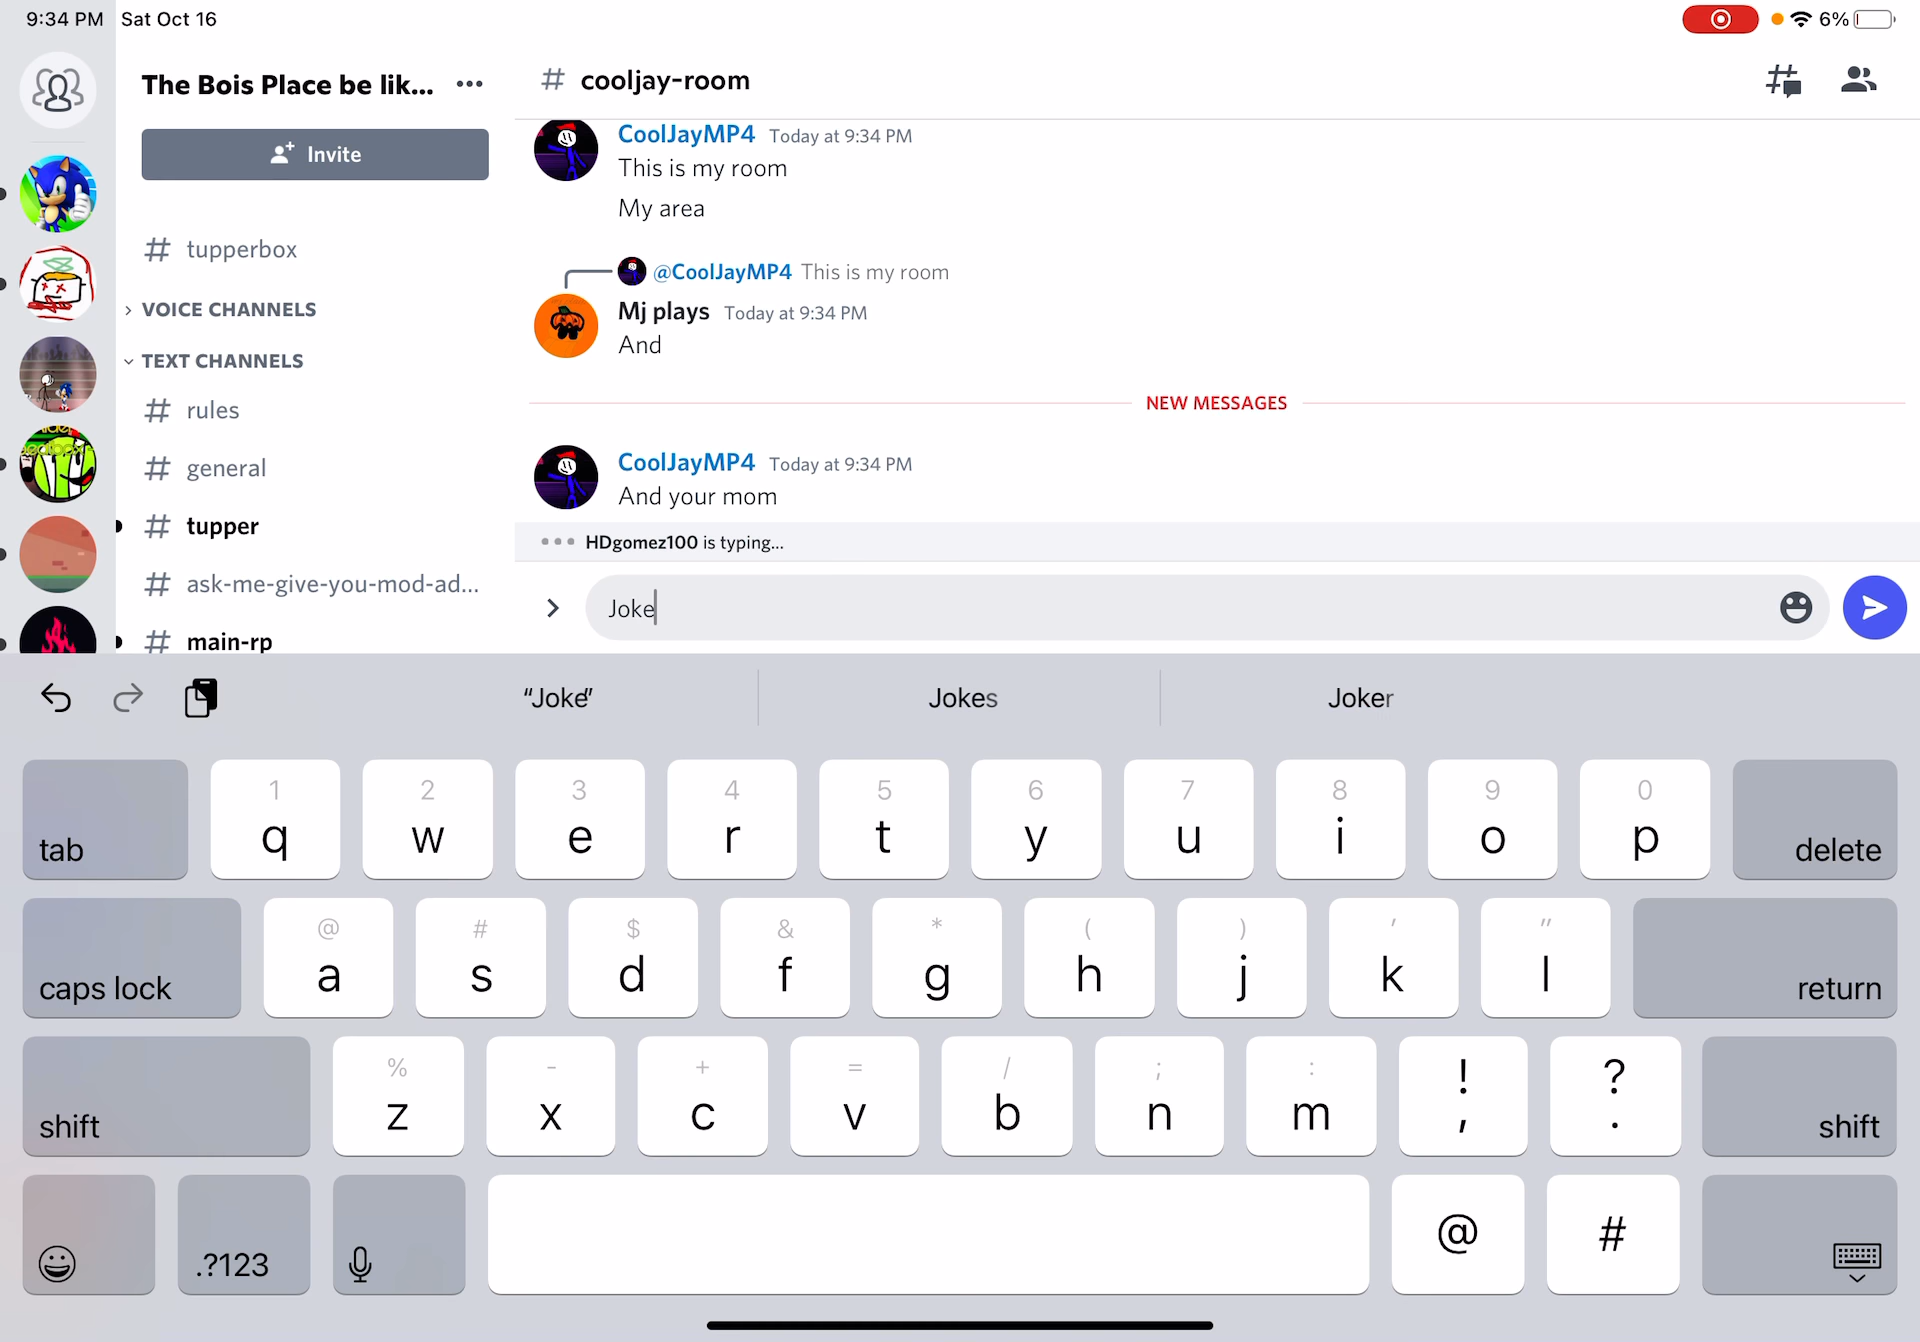 9:34 PM Sat Oct 16
6%
The Bois Place be lik... •••
Invite
# tupperbox
VOICE CHANNELS
TEXT CHANNELS
# rules
# general
# tupper
# ask-me-give-you-mod-ad...
# main-rp
# cooljay-room
CoolJayMP4 Today at 9:34 PM
This is my room
My area
@CoolJayMP4 This is my room
Mj plays Today at 9:34 PM
And
NEW MESSAGES
CoolJayMP4 Today at 9:34 PM
And your mom
HDgomez100 is typing...
Joke
“Joke” Jokes Joker
1 2 3 4 5 6 7 8 9 0
tab q w e r t y u i o p delete
@ # $ & * ( ) ' "
caps lock a s d f g h j k l return
% - + = / ; : ! ?
shift z x c v b n m , . shift
.?123 @ #